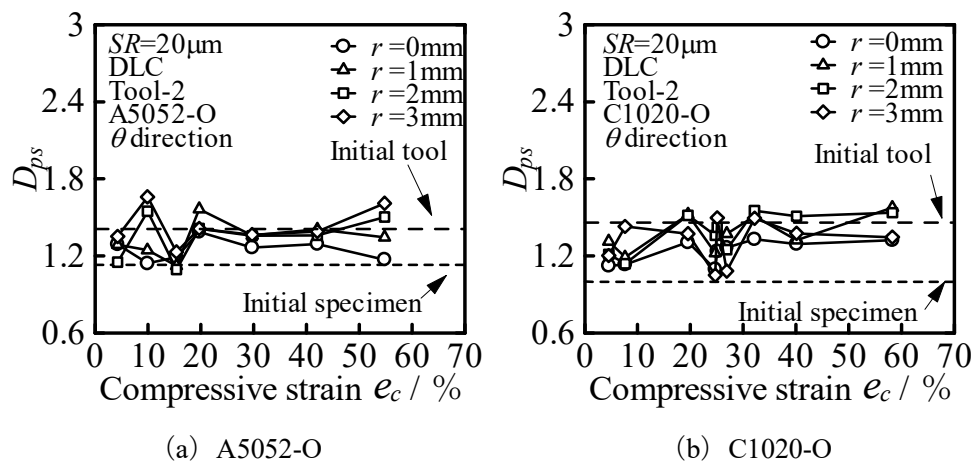 3
2.4
1.8
1.2
0.6
D_ps
SR=20μm
DLC
Tool-2
A5052-O
θ direction
r =0mm
r =1mm
r =2mm
r =3mm
Initial tool
Initial specimen
0 10 20 30 40 50 60 70
Compressive strain e_c / %
(a) A5052-O
3
2.4
1.8
1.2
0.6
D_ps
SR=20μm
DLC
Tool-2
C1020-O
θ direction
r =0mm
r =1mm
r =2mm
r =3mm
Initial tool
Initial specimen
0 10 20 30 40 50 60 70
Compressive strain e_c / %
(b) C1020-O